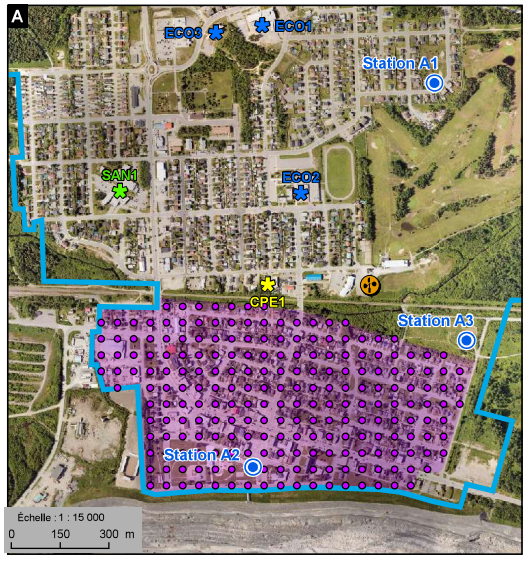 A
ECO3
ECO1
Station A1
SAN1
ECO2
CPE1
Station A3
Station A2
Échelle : 1 : 15 000
0 150 300 m